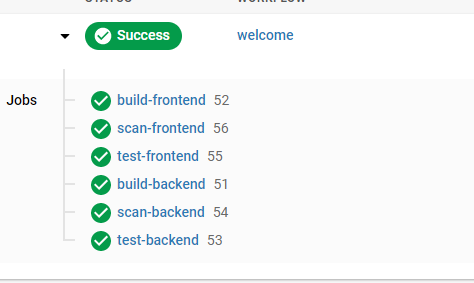 STATUS WORKFLOW
Success welcome
Jobs build-frontend 52
scan-frontend 56
test-frontend 55
build-backend 51
scan-backend 54
test-backend 53